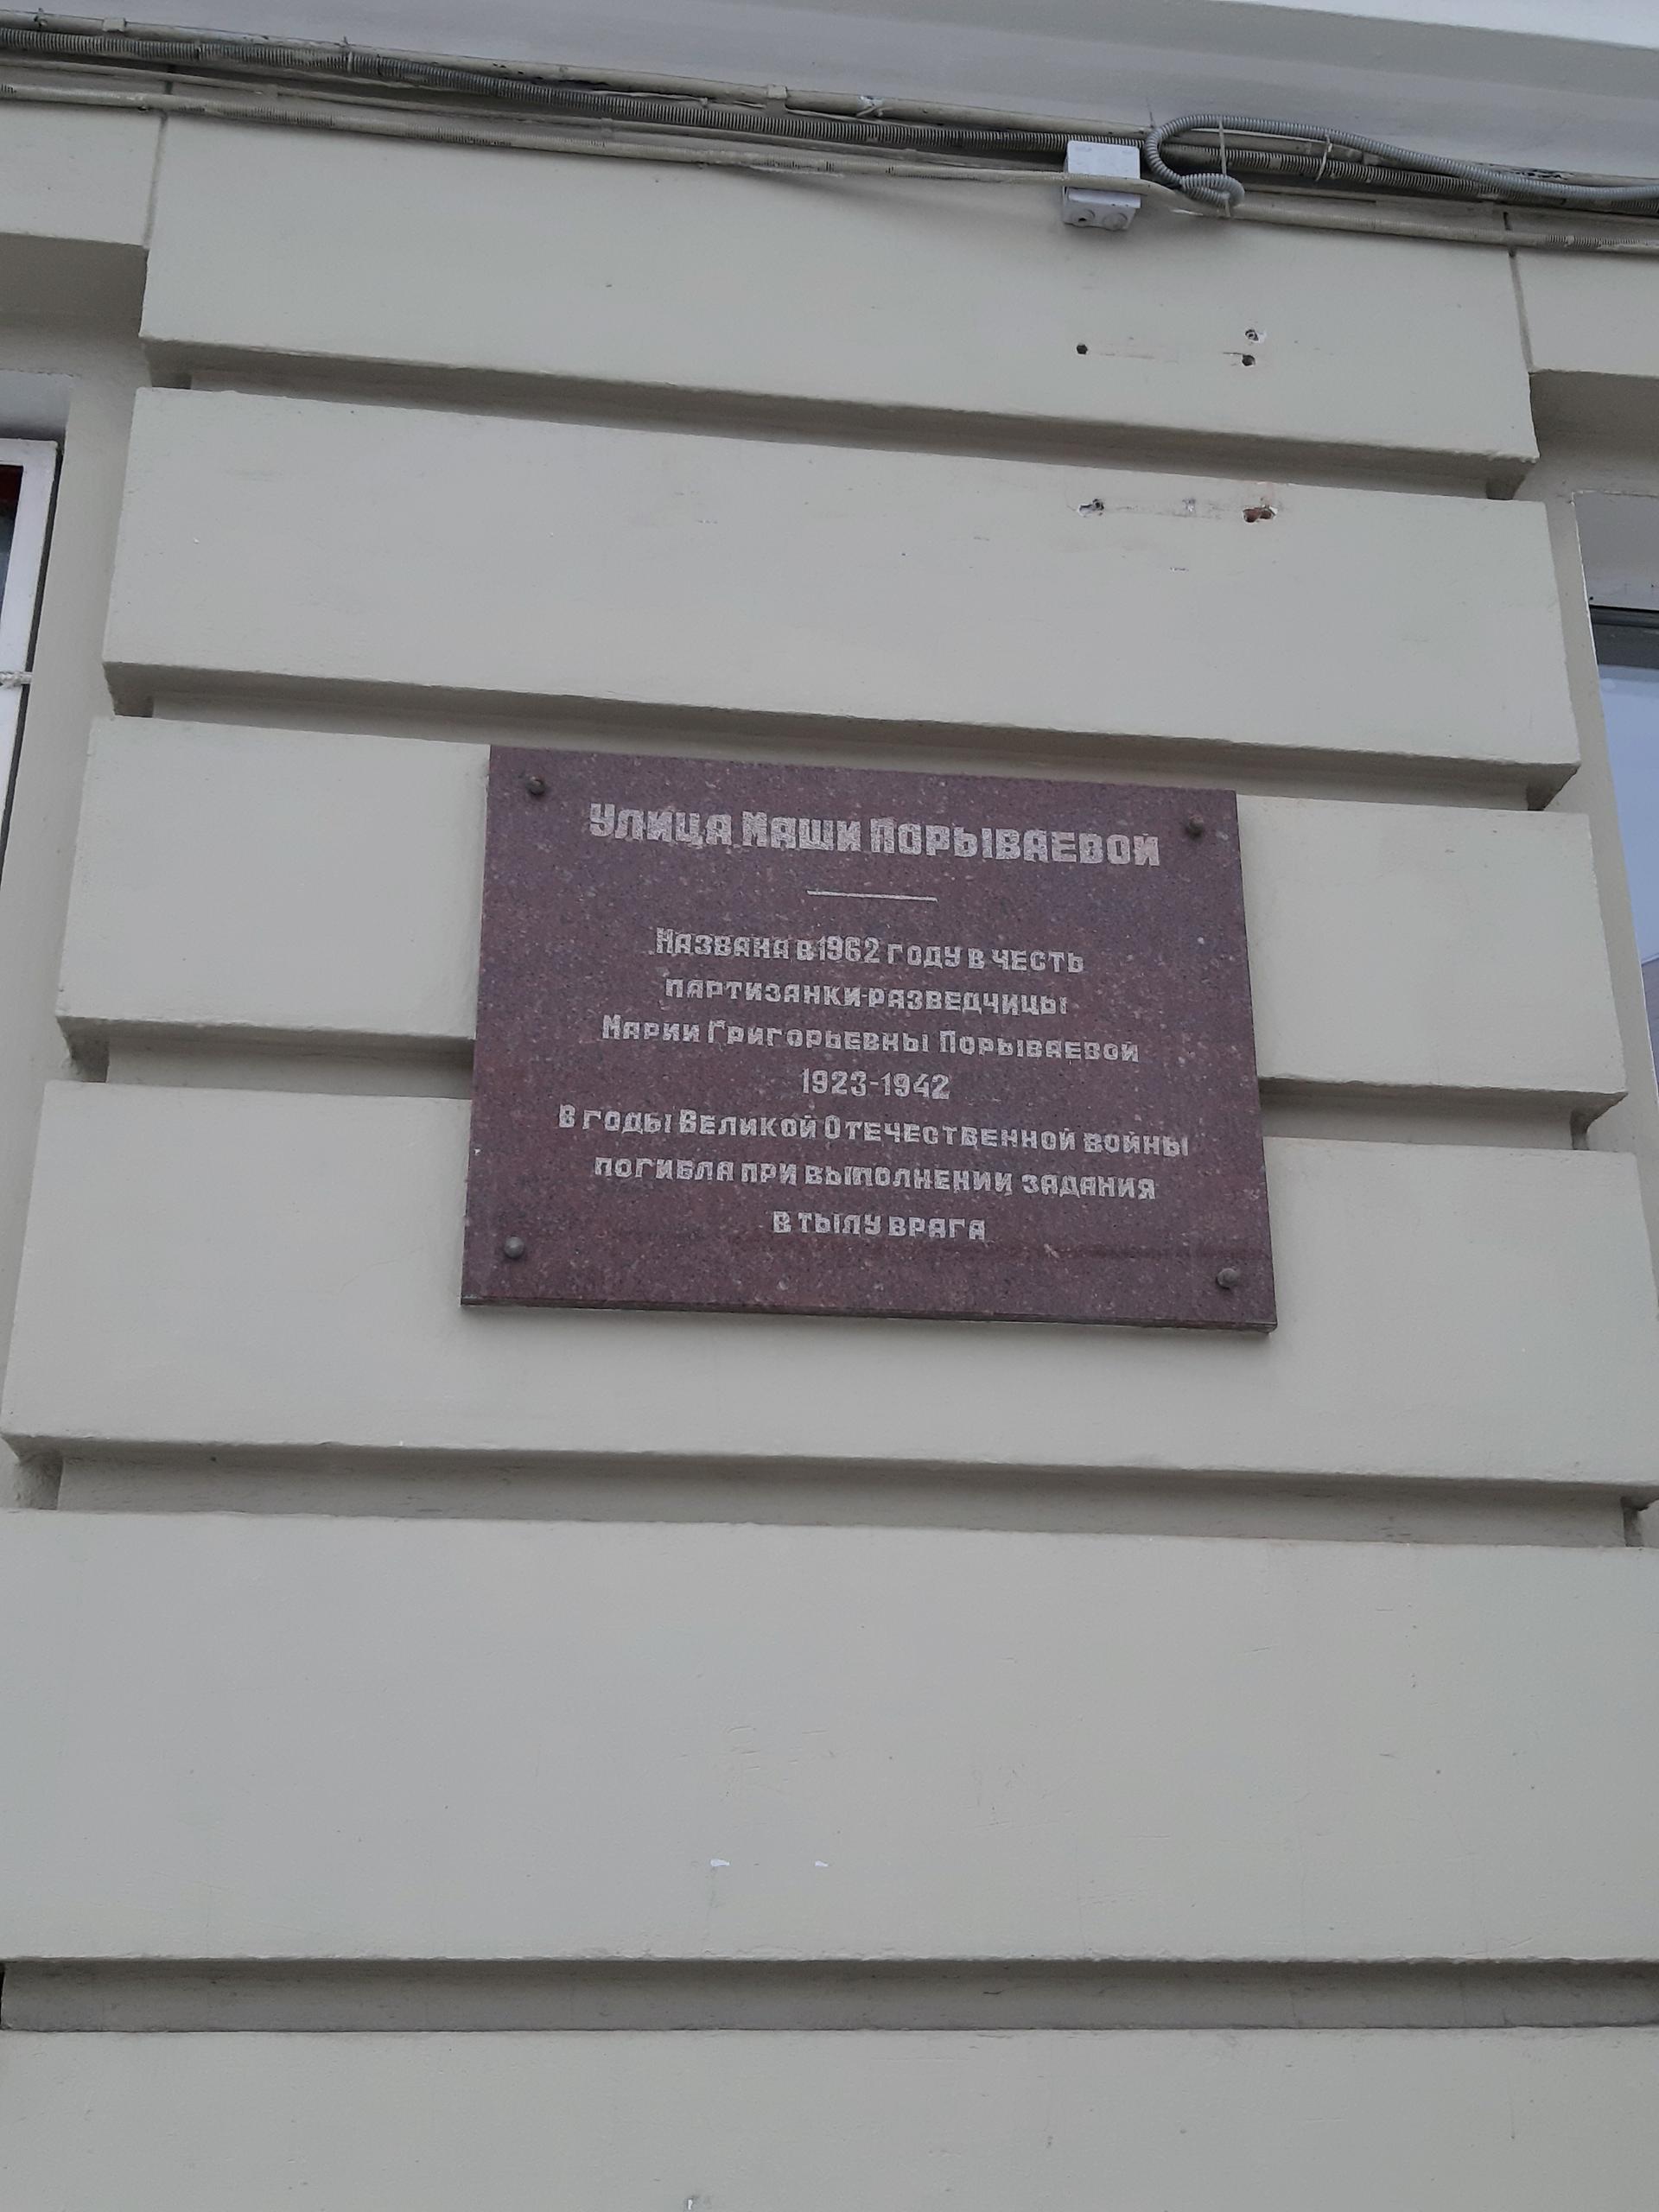 Улица Маши Порываевой
Названа в 1962 году в честь
партизанки-разведчицы
Марии Григорьевны Порываевой
1923-1942
В годы Великой Отечественной войны
погибла при выполнении задания
в тылу врага